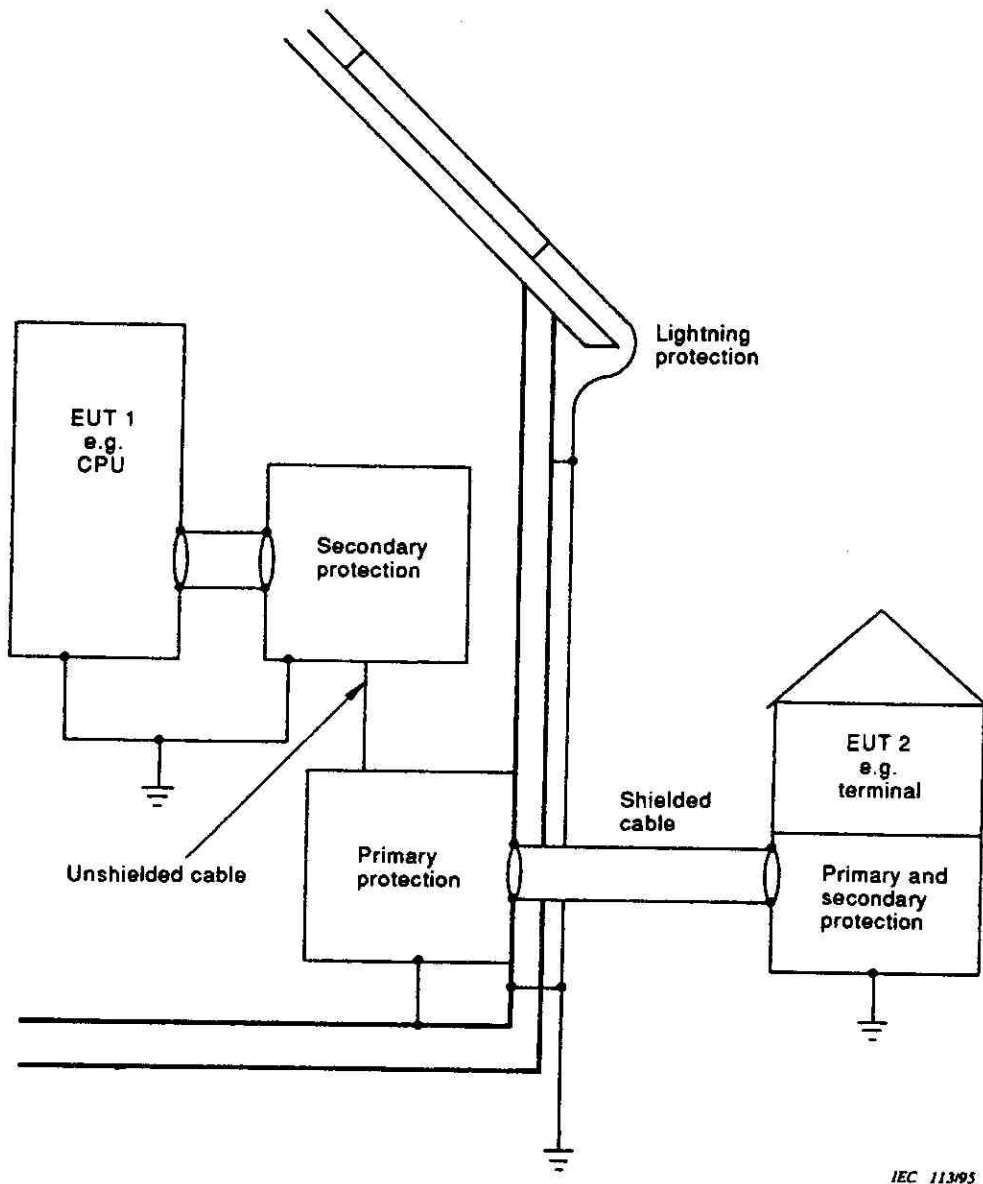 Lightning
protection
EUT 1
e.g.
CPU
Secondary
protection
EUT 2
e.g.
terminal
Shielded
cable
Unshielded cable
Primary
protection
Primary and
secondary
protection
IEC 113/95